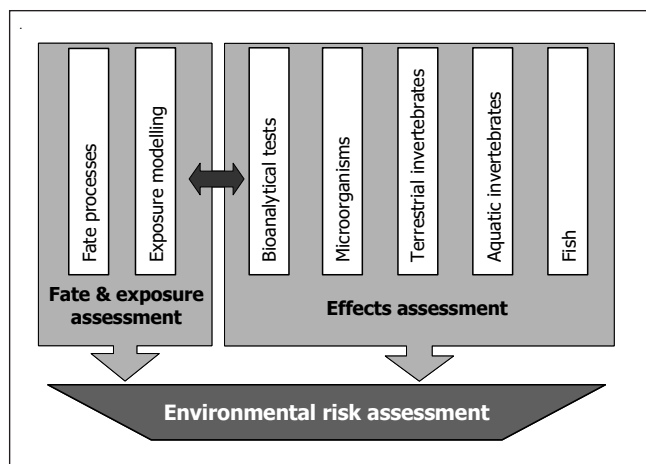 Fate processes
Exposure modelling
Bioanalytical tests
Microorganisms
Terrestrial invertebrates
Aquatic invertebrates
Fish
Fate & exposure
assessment
Effects assessment
Environmental risk assessment